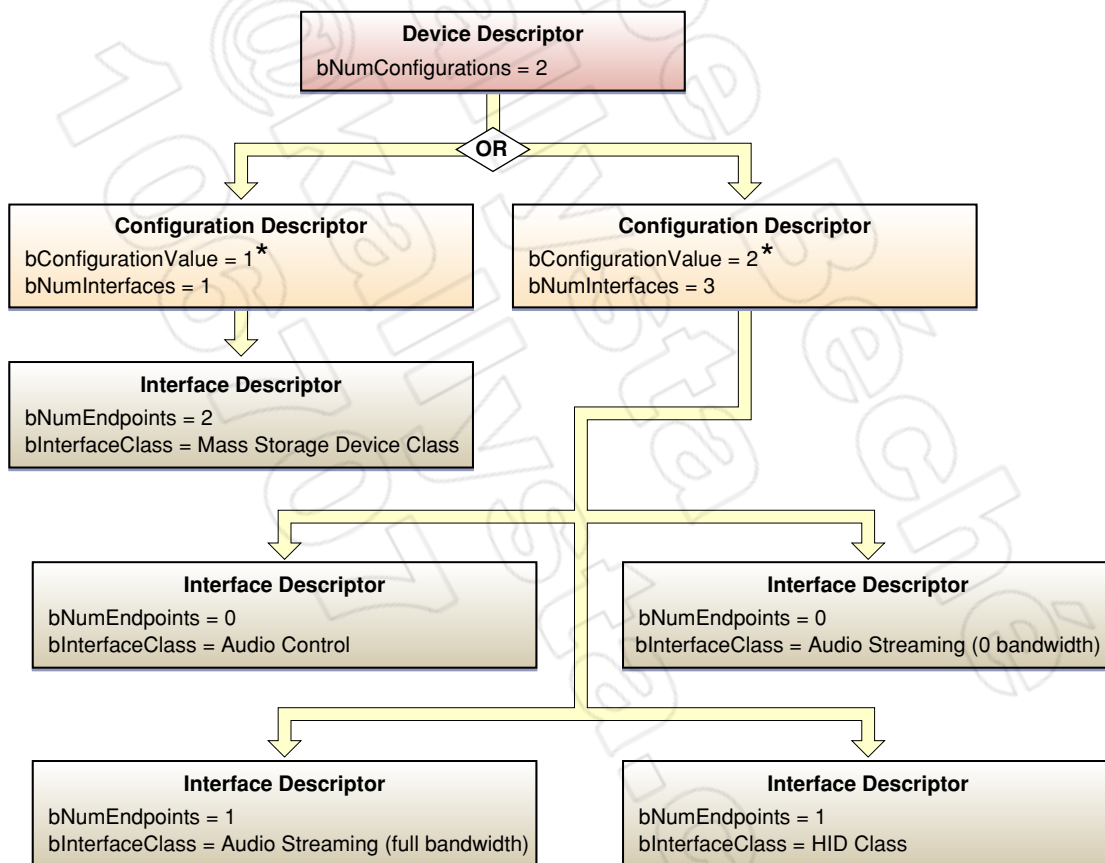 Device Descriptor
bNumConfigurations = 2
OR
Configuration Descriptor
bConfigurationValue = 1*
bNumInterfaces = 1
Configuration Descriptor
bConfigurationValue = 2*
bNumInterfaces = 3
Interface Descriptor
bNumEndpoints = 2
bInterfaceClass = Mass Storage Device Class
Interface Descriptor
bNumEndpoints = 0
bInterfaceClass = Audio Control
Interface Descriptor
bNumEndpoints = 0
bInterfaceClass = Audio Streaming (0 bandwidth)
Interface Descriptor
bNumEndpoints = 1
bInterfaceClass = Audio Streaming (full bandwidth)
Interface Descriptor
bNumEndpoints = 1
bInterfaceClass = HID Class